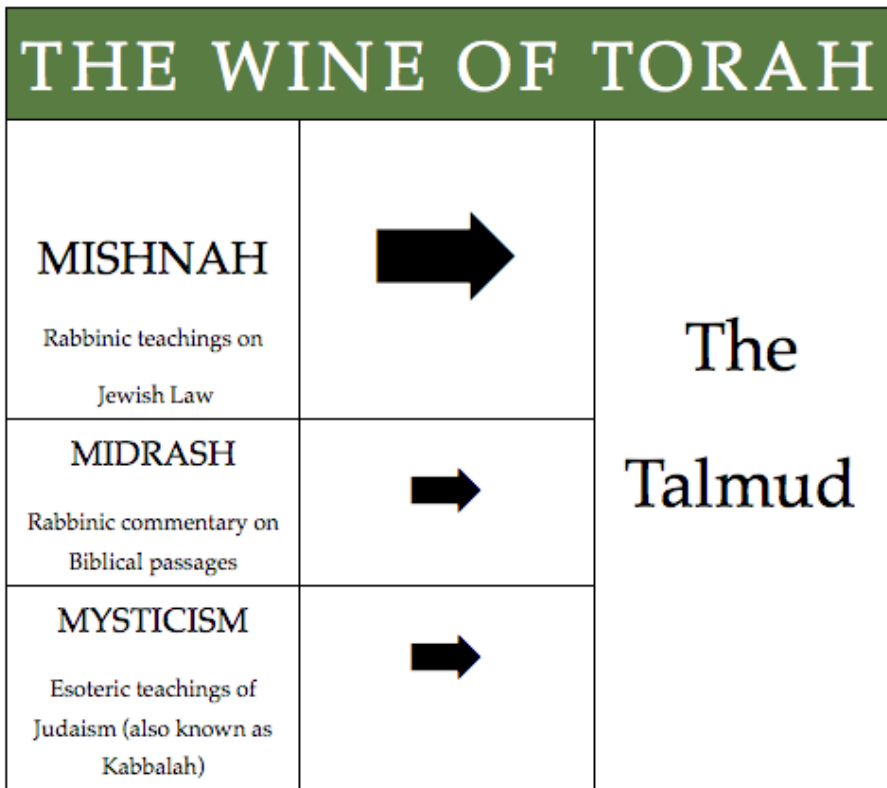 THE WINE OF TORAH
MISHNAH
Rabbinic teachings on
Jewish Law
MIDRASH
Rabbinic commentary on
Biblical passages
MYSTICISM
Esoteric teachings of
Judaism (also known as
Kabbalah)
The
Talmud